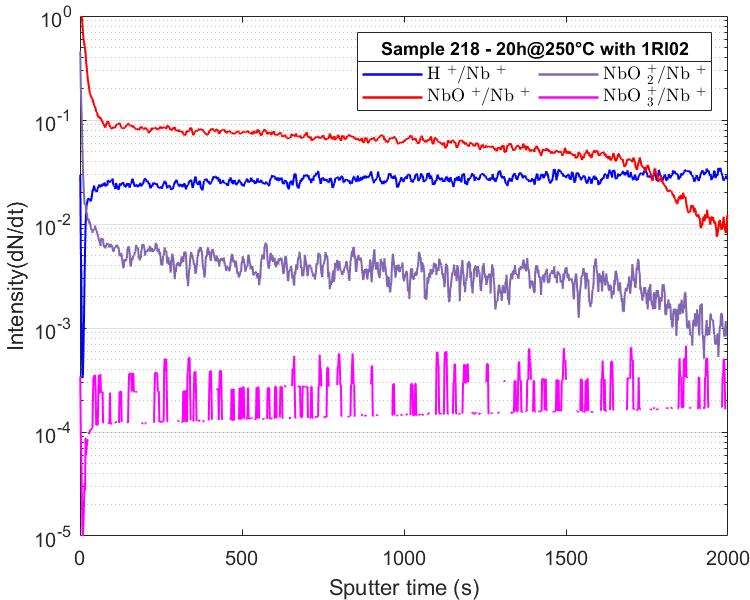 Sample 218 - 20h@250°C with 1RI02
H +/Nb + NbO +2/Nb +
NbO +/Nb + NbO +3/Nb +
10^0
10^-1
10^-2
10^-3
10^-4
10^-5
Intensity(dN/dt)
0 500 1000 1500 2000
Sputter time (s)